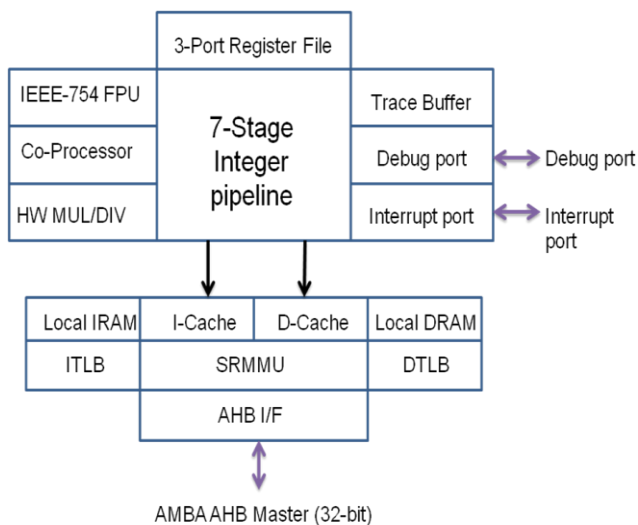 3-Port Register File
IEEE-754 FPU
Co-Processor
HW MUL/DIV
7-Stage
Integer
pipeline
Trace Buffer
Debug port
Interrupt port
Debug port
Interrupt
port
Local IRAM
I-Cache
D-Cache
Local DRAM
ITLB
SRMMU
DTLB
AHB I/F
AMBA AHB Master (32-bit)